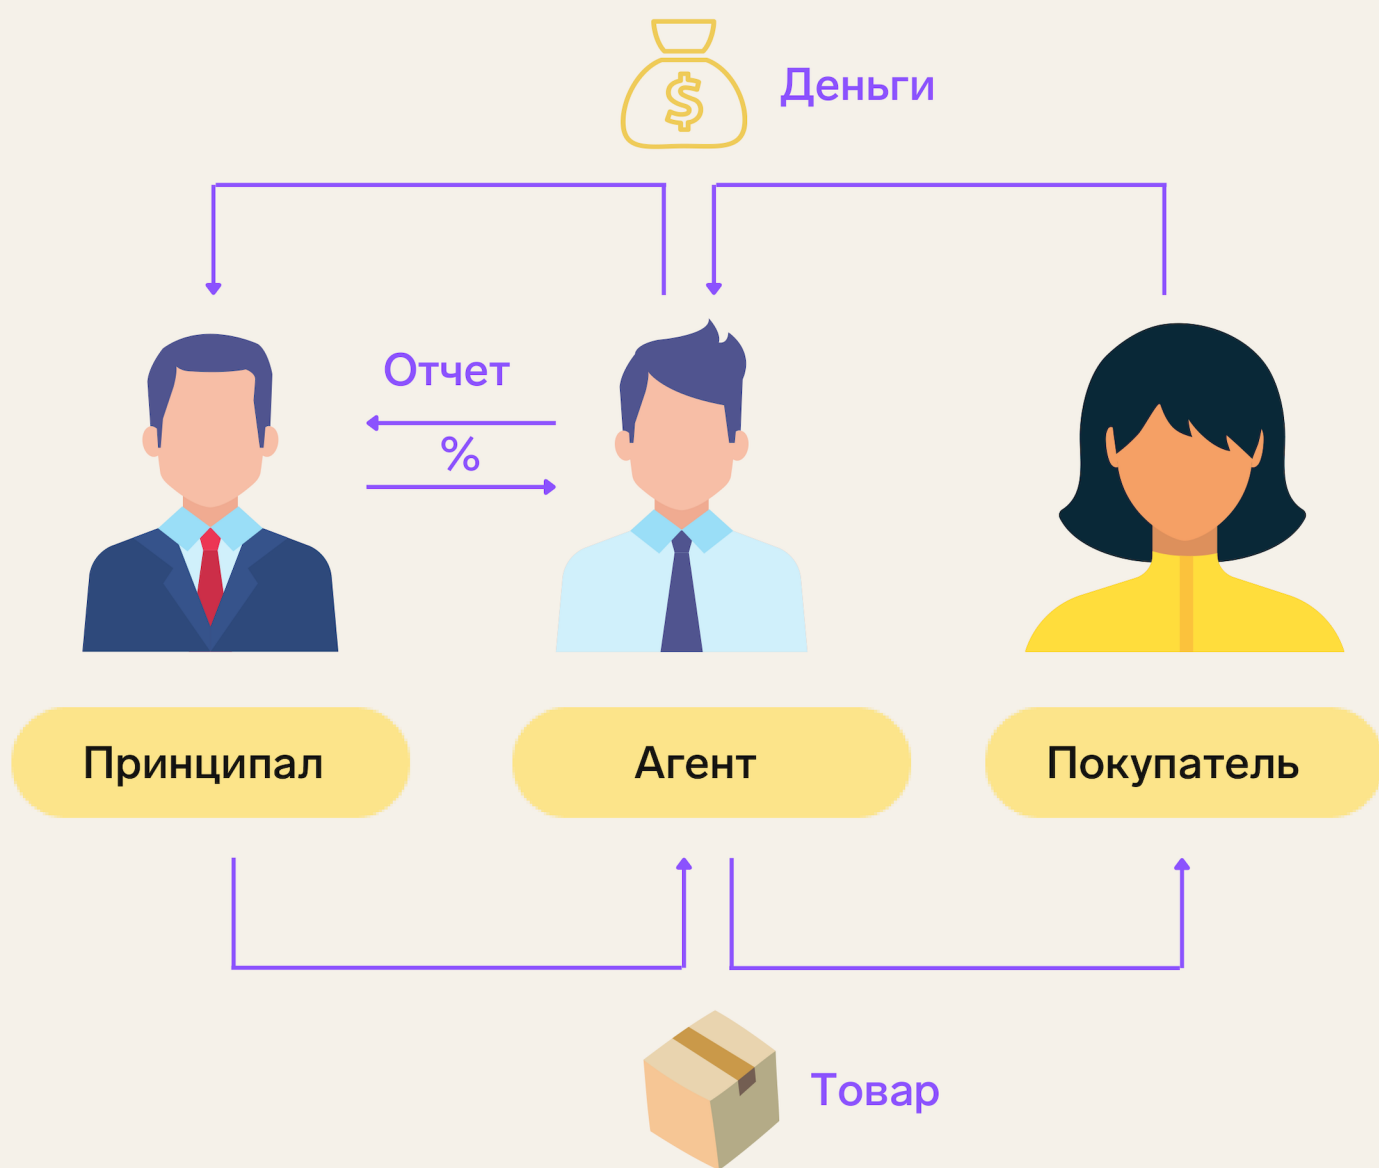 Деньги
Отчет
%
Принципал
Агент
Покупатель
Товар